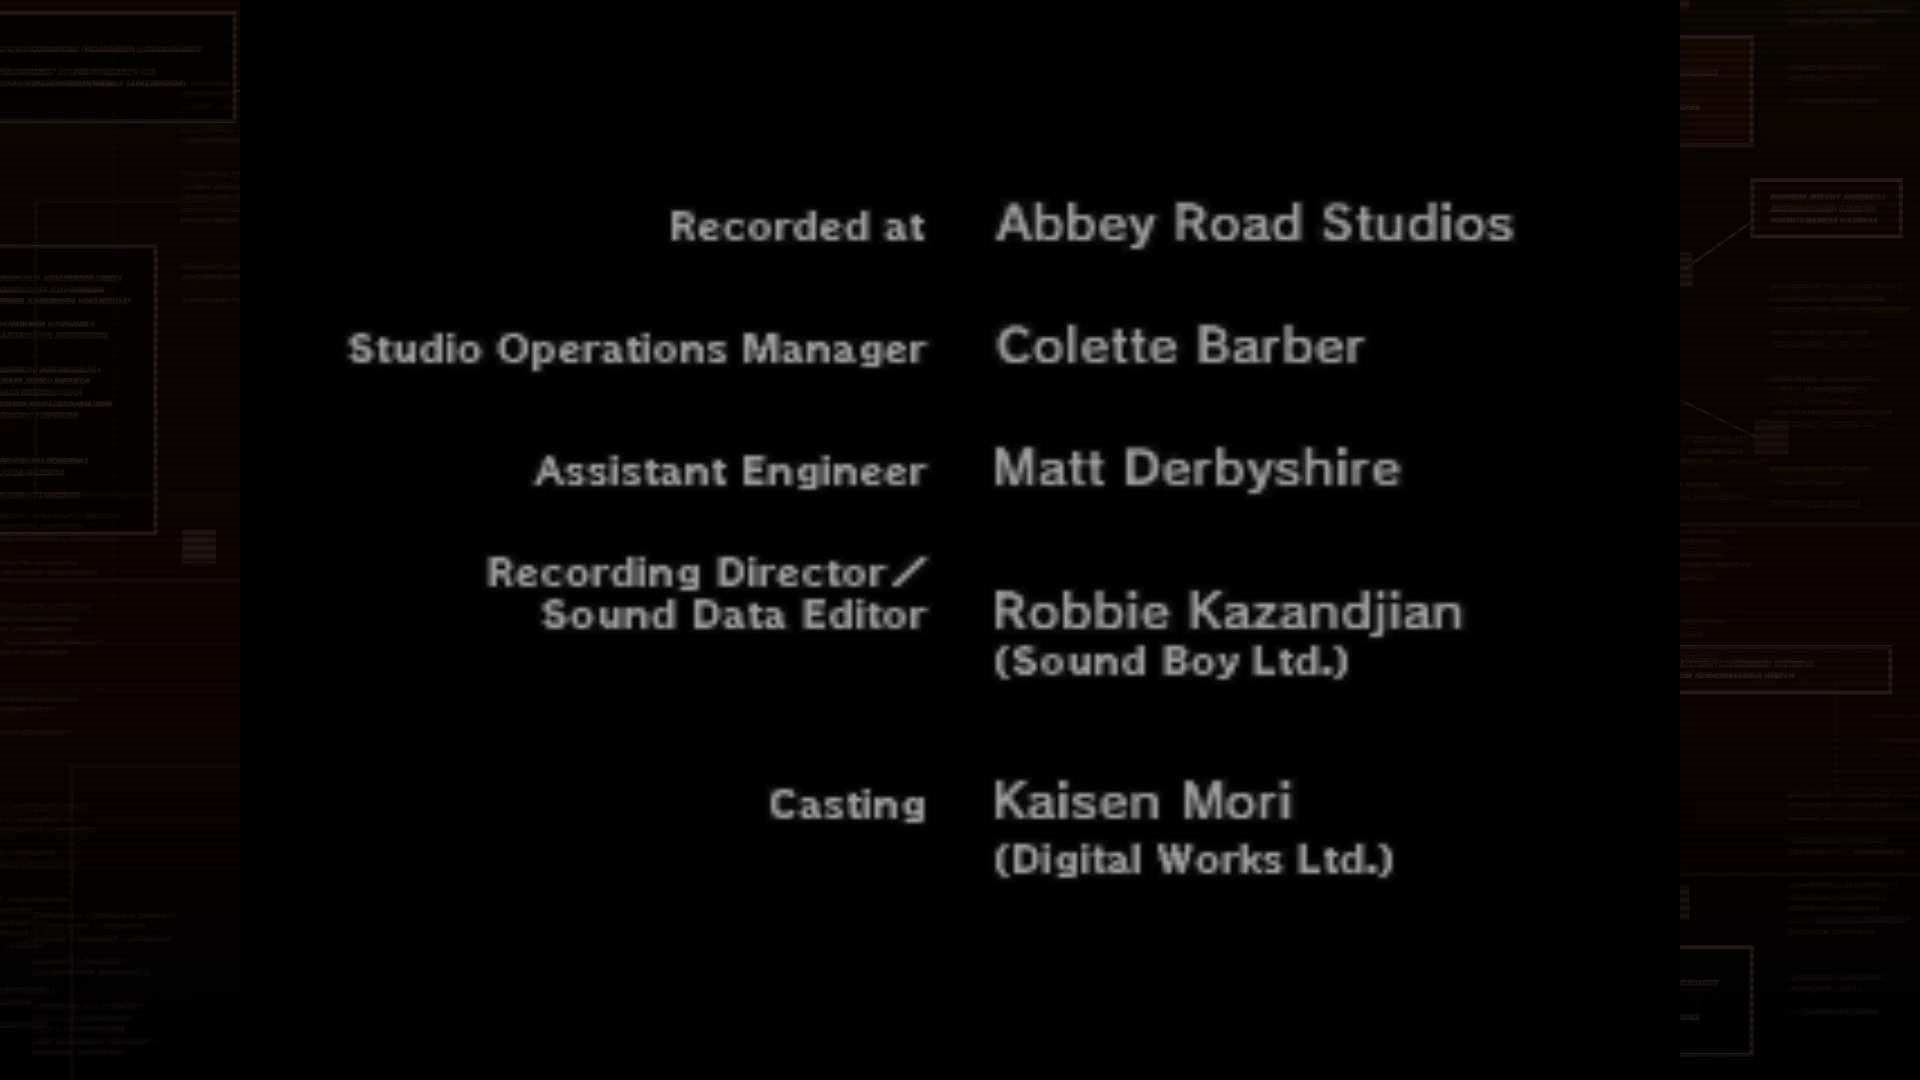 Recorded at Abbey Road Studios
Studio Operations Manager Colette Barber
Assistant Engineer Matt Derbyshire
Recording Director／
Sound Data Editor Robbie Kazandjian
(Sound Boy Ltd.)
Casting Kaisen Mori
(Digital Works Ltd.)